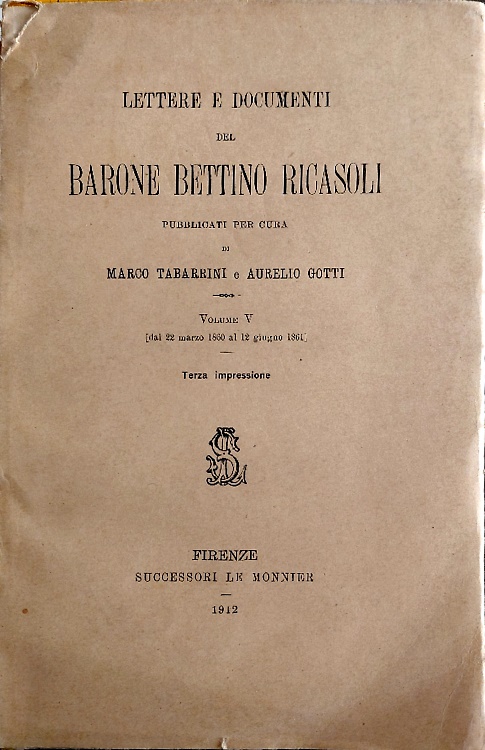 LETTERE E DOCUMENTI
DEL
BARONE BETTINO RICASOLI
PUBBLICATI PER CURA
DI
MARCO TABARRINI e AURELIO GOTTI
VOLUME V
[dal 22 marzo 1860 al 12 giugno 1861]
Terza impressione
FIRENZE
SUCCESSORI LE MONNIER
1912